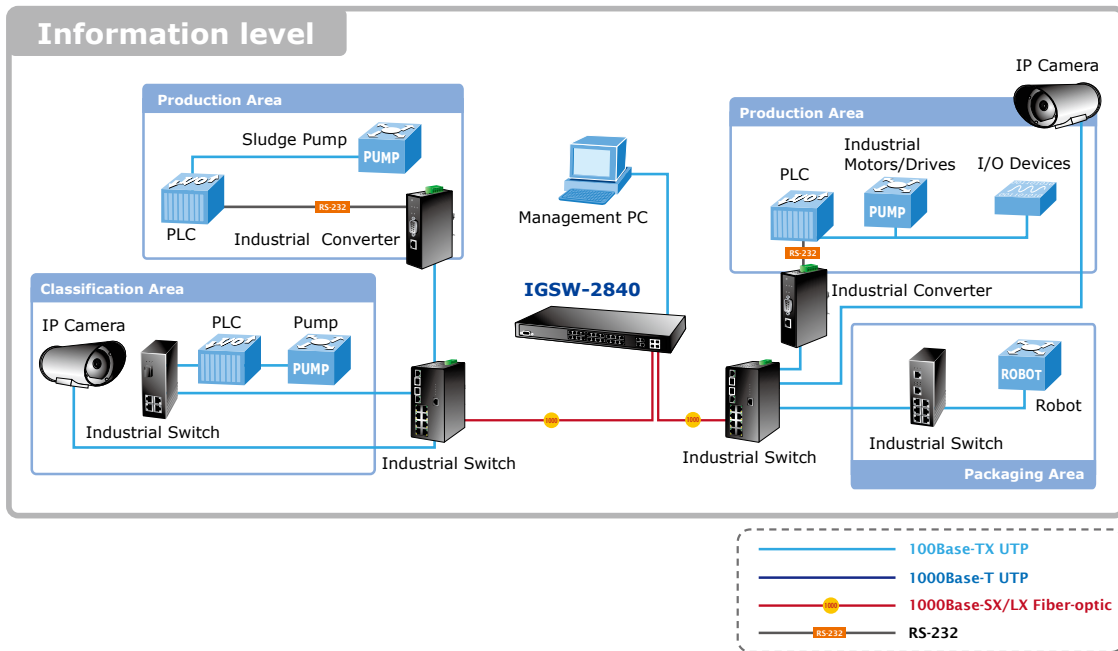 Information level
IP Camera
Production Area
Sludge Pump
PUMP
RS-232
PLC
Industrial Converter
Management PC
Production Area
Industrial
Motors/Drives
PLC
I/O Devices
PUMP
RS-232
Industrial Converter
Classification Area
IP Camera
PLC
Pump
PUMP
Industrial Switch
IGSW-2840
1000
1000
Industrial Switch
Industrial Switch
ROBOT
Robot
Industrial Switch
Packaging Area
100Base-TX UTP
1000Base-T UTP
1000
1000Base-SX/LX Fiber-optic
RS-232
RS-232